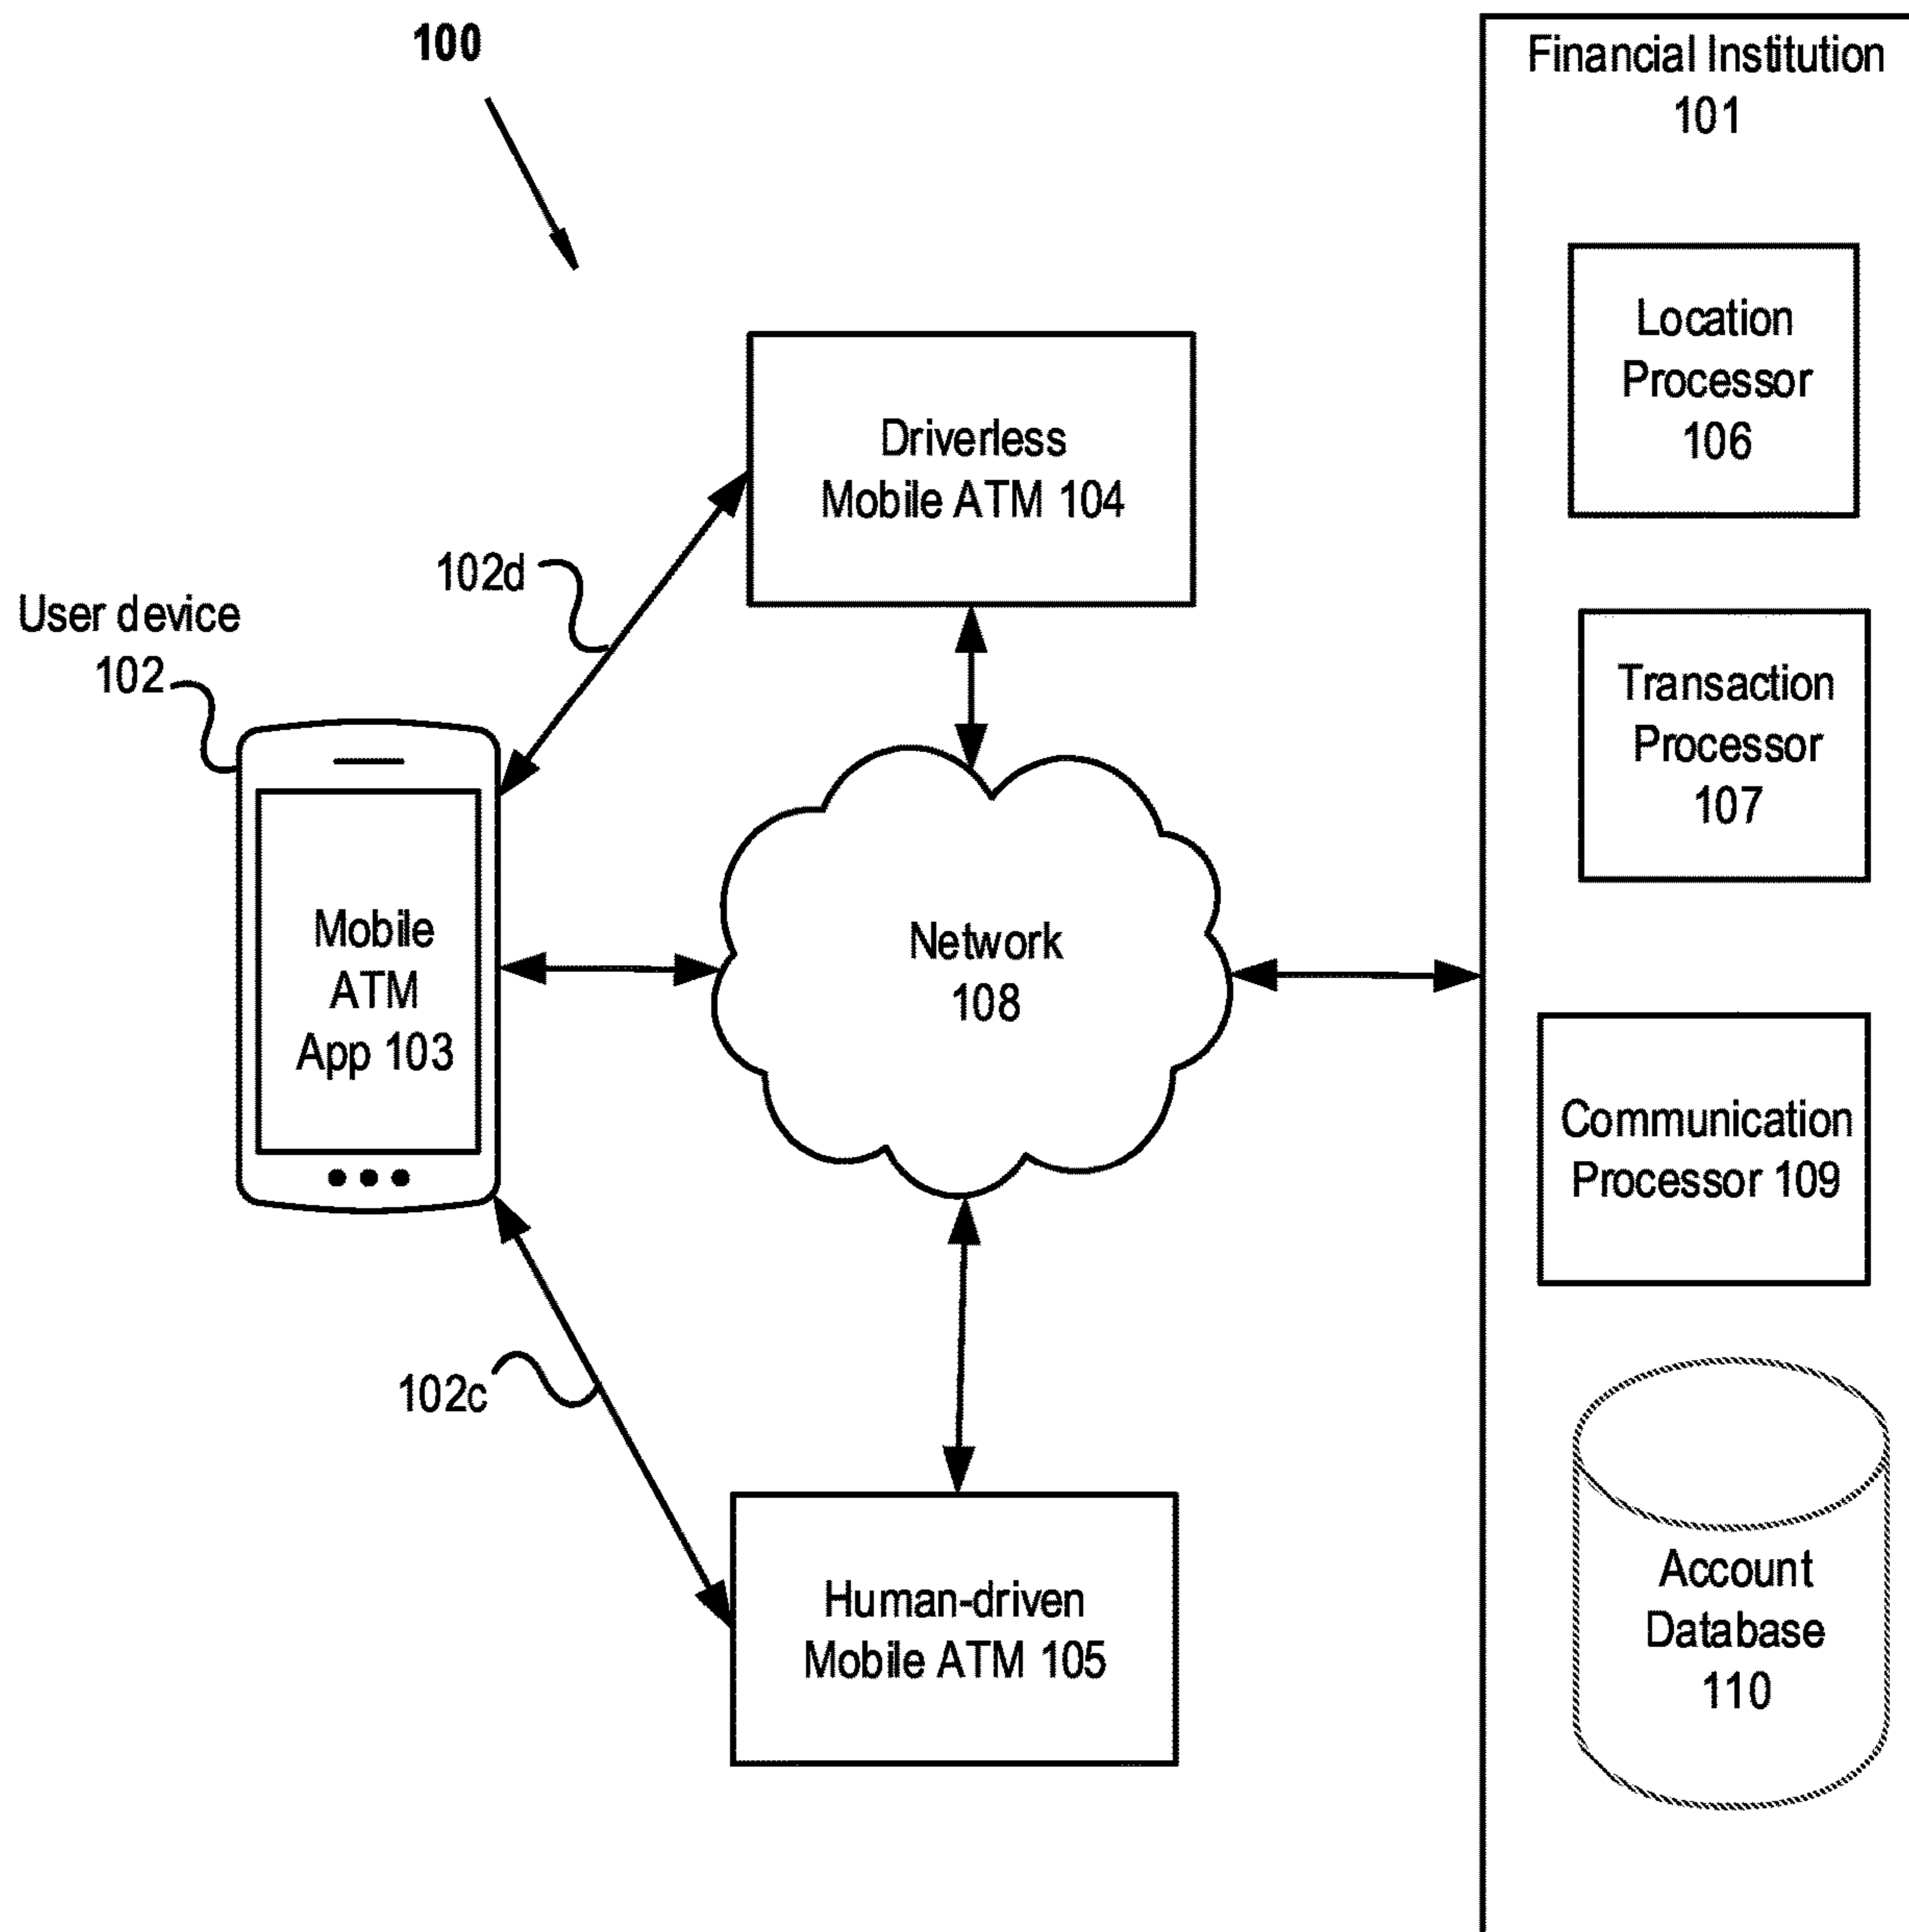 100
Financial Institution
101
Location
Processor
106
Driverless
Mobile ATM 104
102d
User device
102
Transaction
Processor
107
Mobile
ATM
App 103
Network
108
Communication
Processor 109
102c
Human-driven
Mobile ATM 105
Account
Database
110